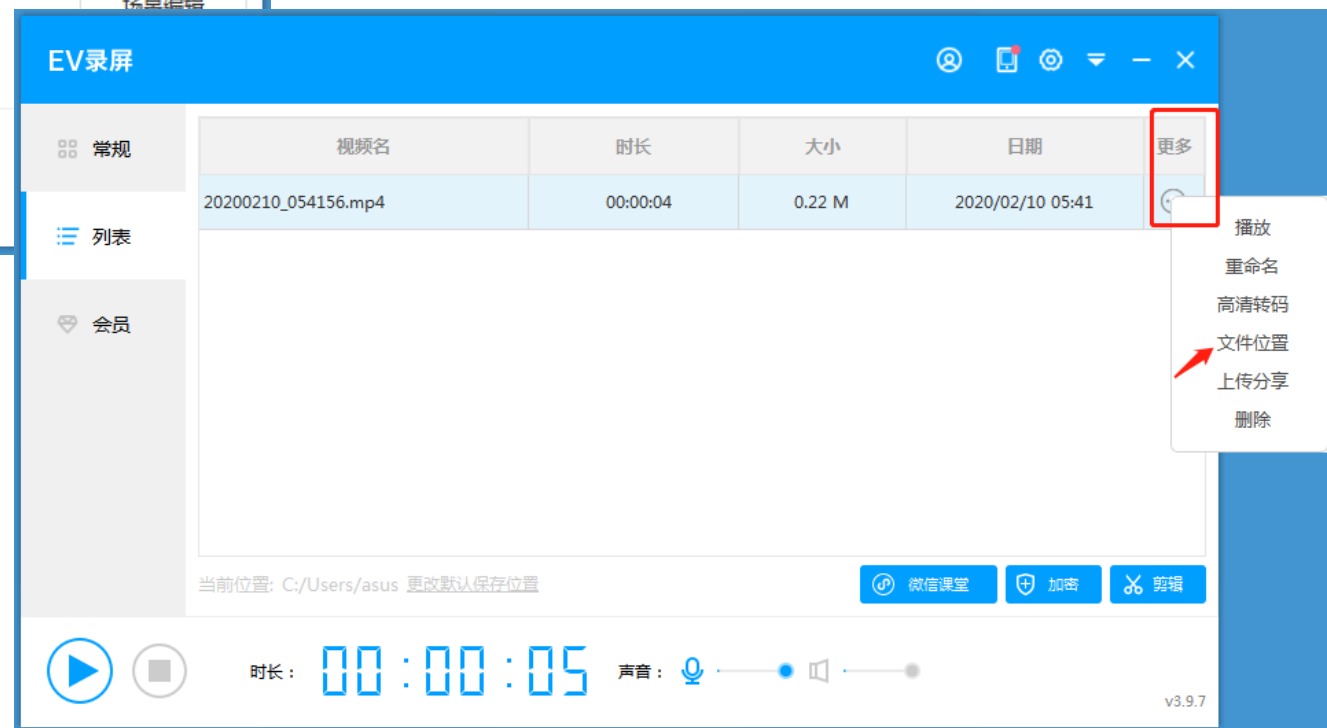 场景编辑
EV录屏
常规
列表
会员
视频名 时长 大小 日期 更多
20200210_054156.mp4 00:00:04 0.22 M 2020/02/10 05:41
播放
重命名
高清转码
文件位置
上传分享
删除
当前位置: C:/Users/asus 更改默认保存位置
微信课堂 加密 剪辑
时长： 00:00:05 声音：
v3.9.7